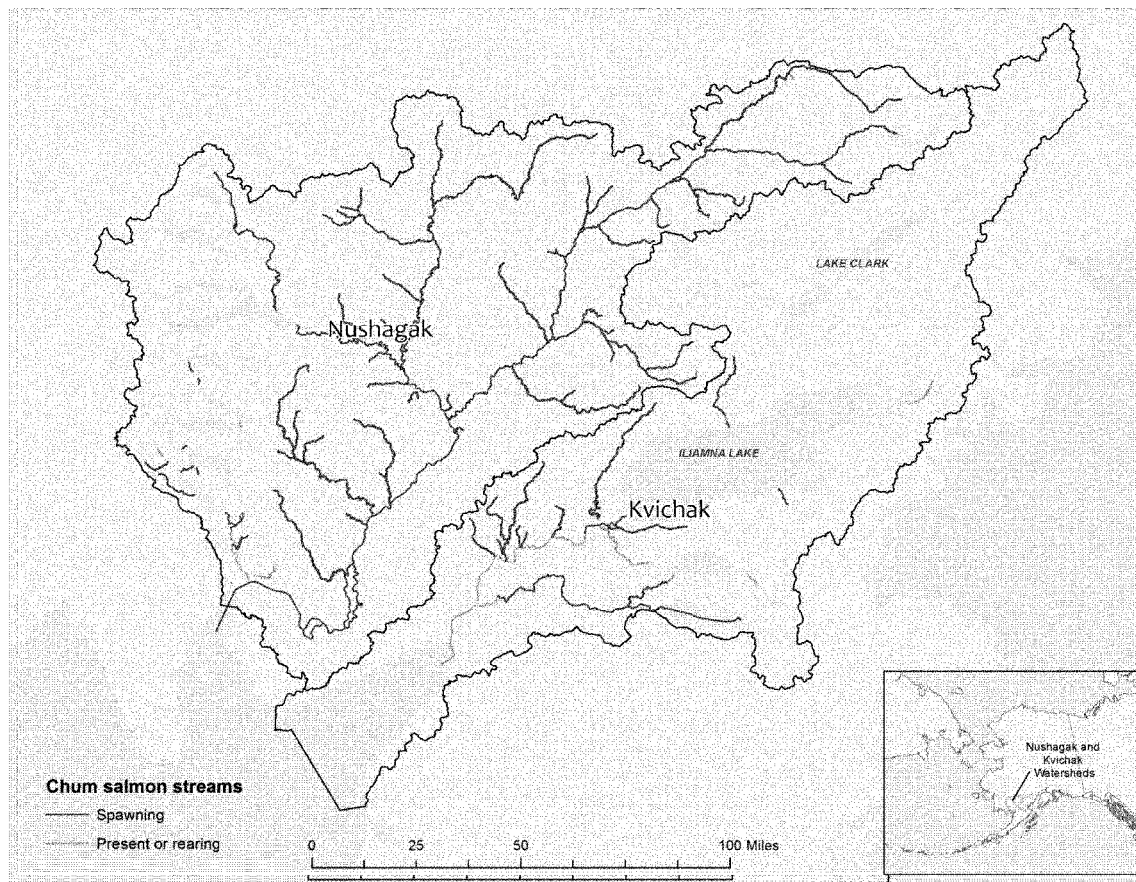 LAKE CLARK
Nushagak
ILIAMNA LAKE
Kvichak
Nushagak and
Kvichak
Watersheds
Chum salmon streams
Spawning
Present or rearing
0 25 50 100 Miles